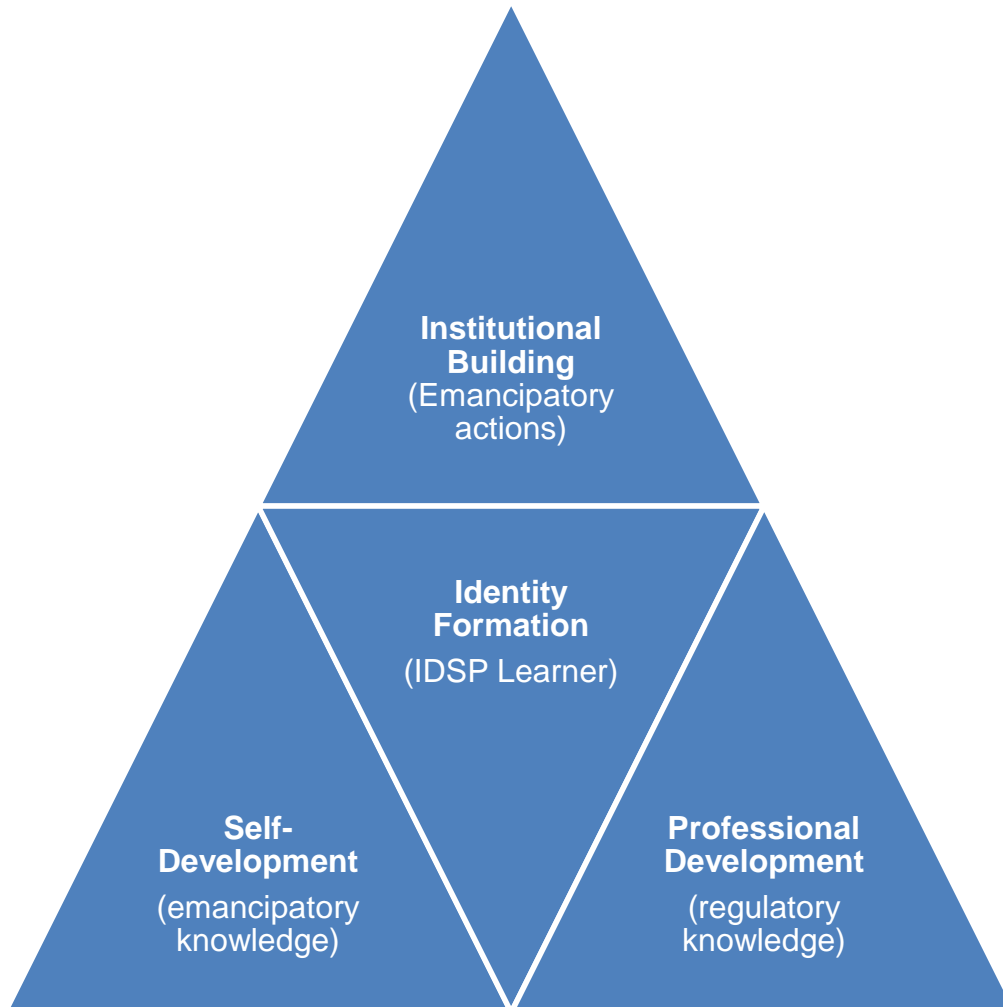 Institutional
Building
(Emancipatory
actions)
Identity
Formation
(IDSP Learner)
Self-
Development
(emancipatory
knowledge)
Professional
Development
(regulatory
knowledge)